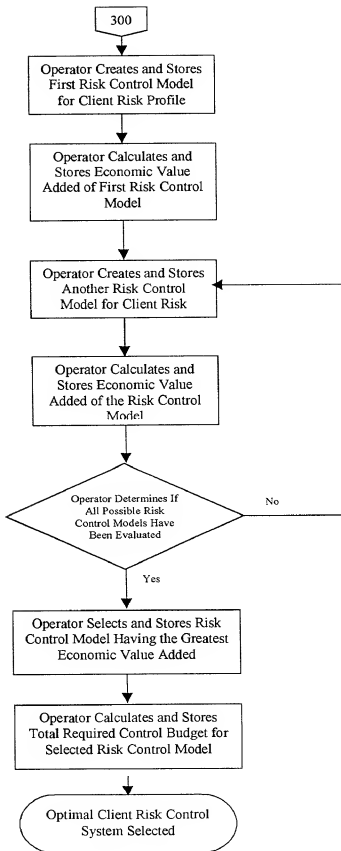 300
Operator Creates and Stores
First Risk Control Model
for Client Risk Profile
Operator Calculates and
Stores Economic Value
Added of First Risk Control
Model
Operator Creates and Stores
Another Risk Control
Model for Client Risk
Operator Calculates and
Stores Economic Value
Added of the Risk Control
Model
Operator Determines If
All Possible Risk
Control Models Have
Been Evaluated
No
Yes
Operator Selects and Stores Risk
Control Model Having the Greatest
Economic Value Added
Operator Calculates and Stores
Total Required Control Budget for
Selected Risk Control Model
Optimal Client Risk Control
System Selected